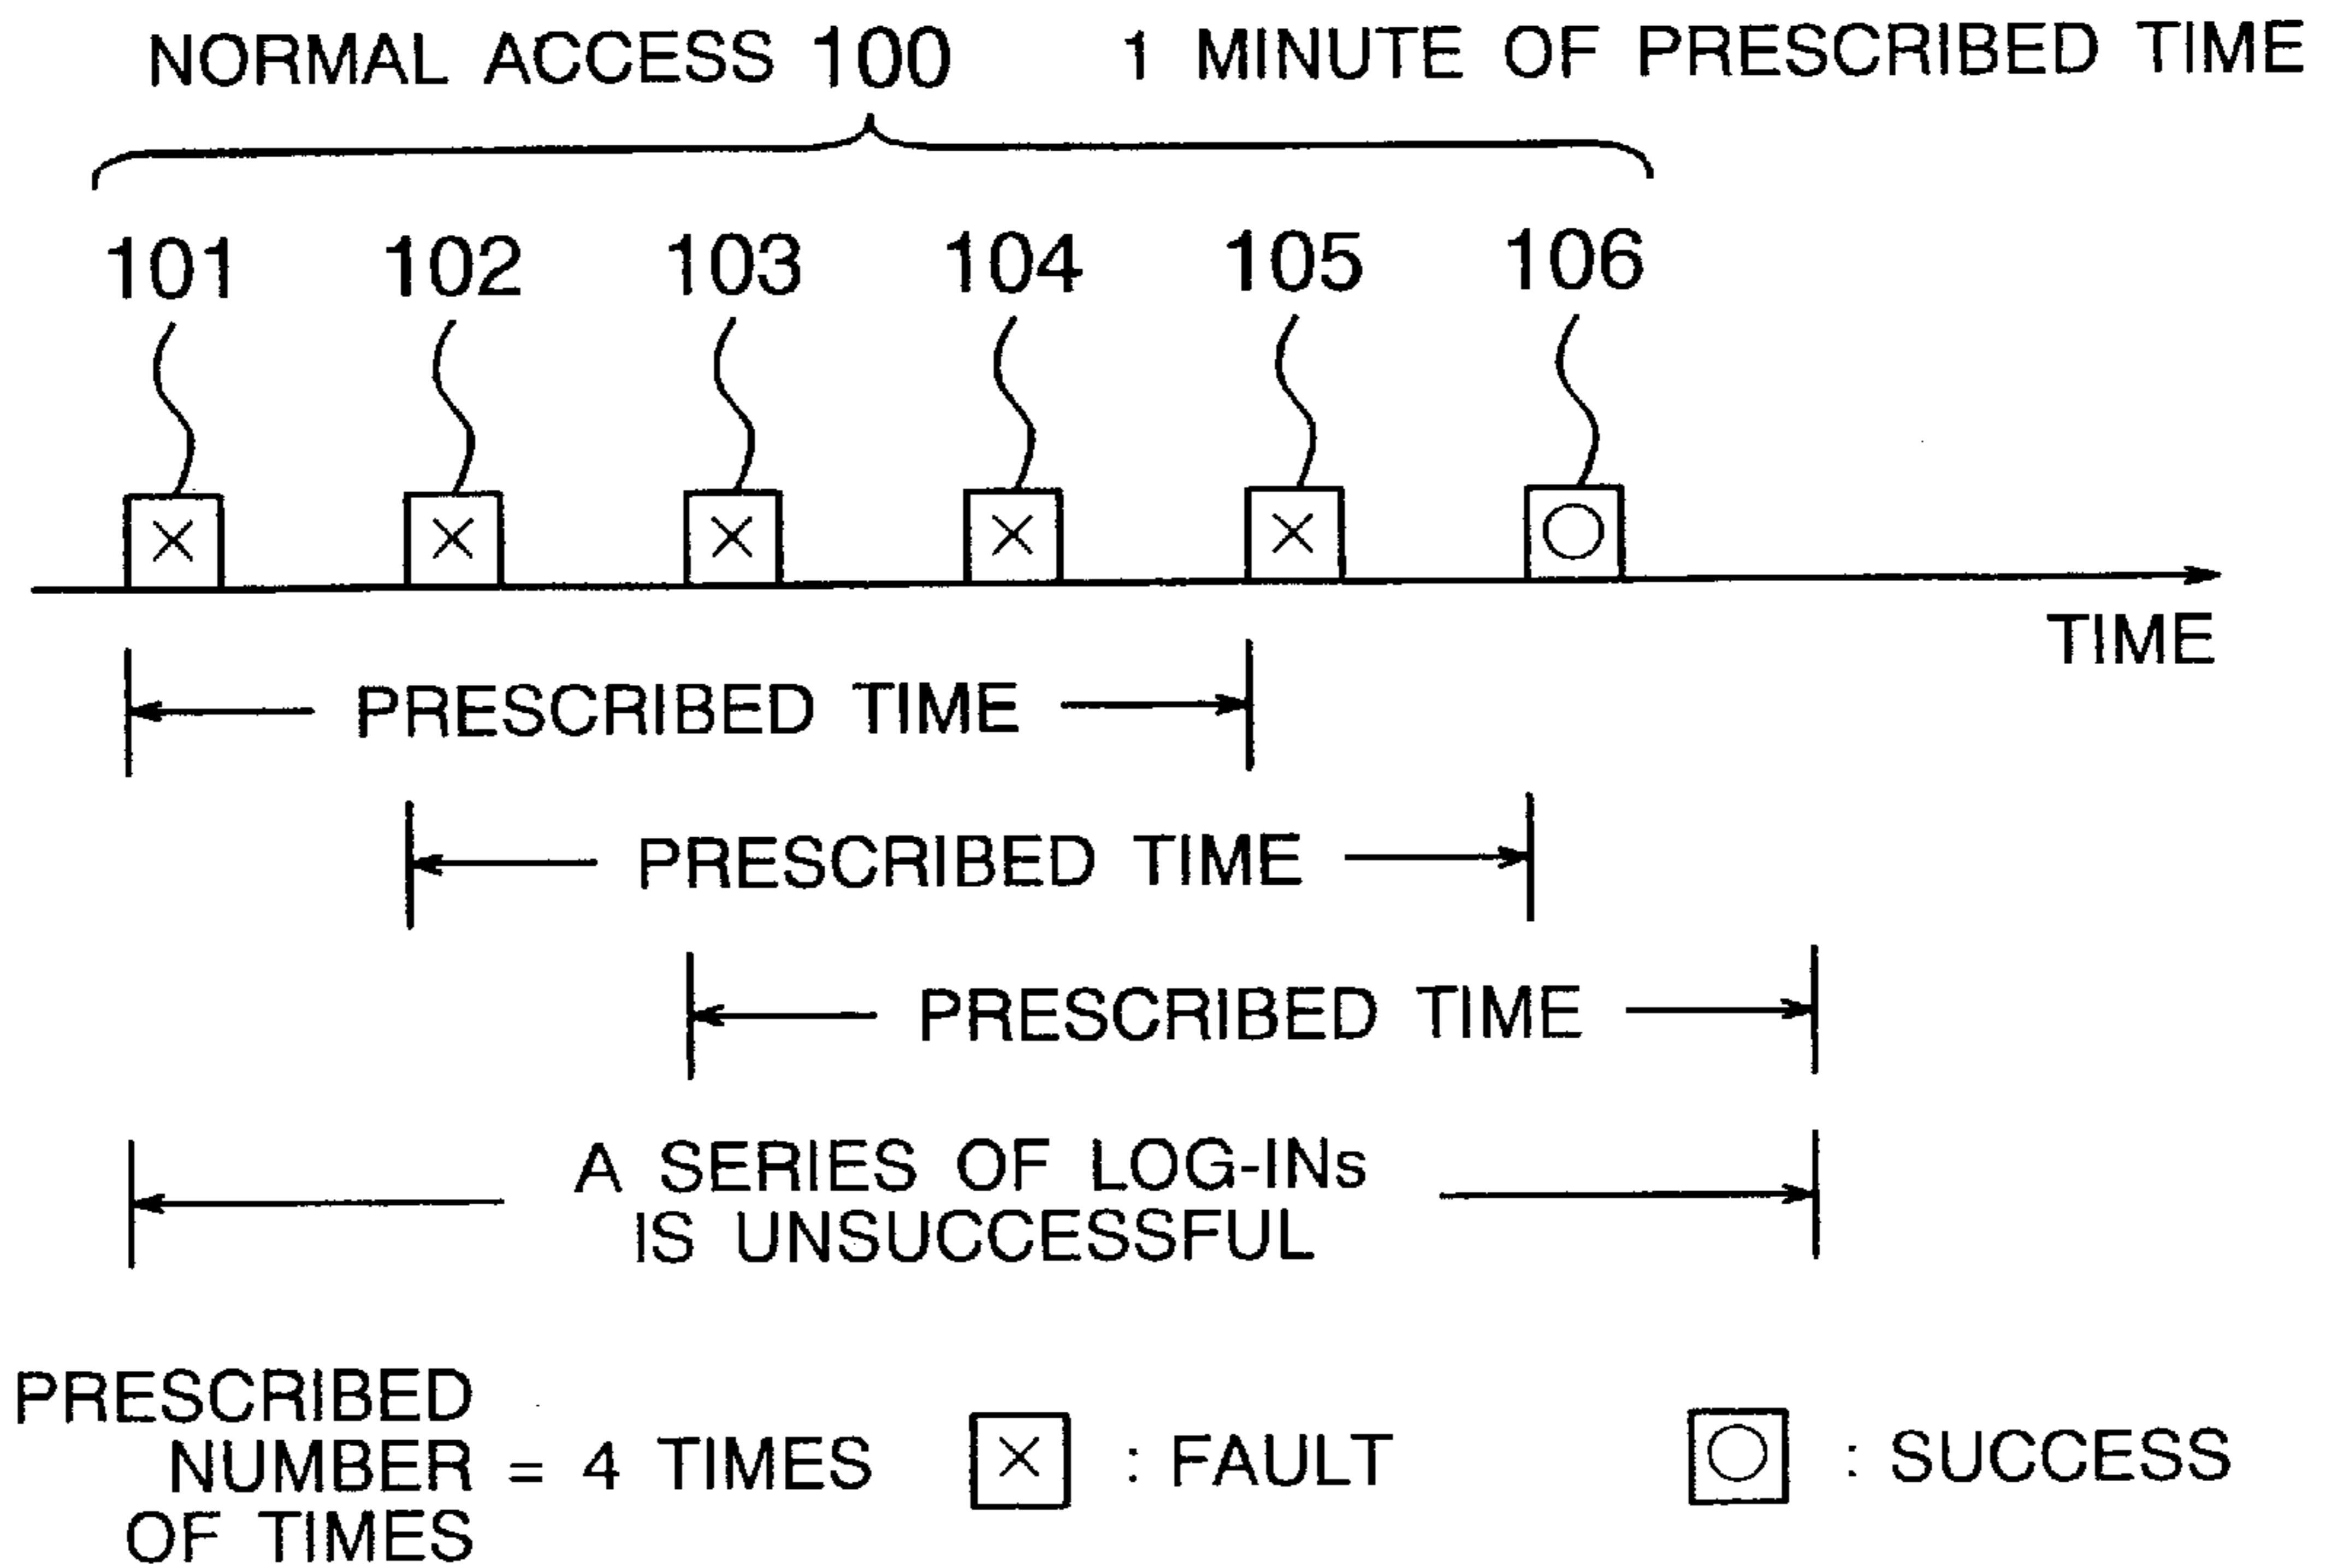 NORMAL ACCESS 100
1 MINUTE OF PRESCRIBED TIME
101 102 103 104 105 106
TIME
PRESCRIBED TIME
PRESCRIBED TIME
PRESCRIBED TIME
A SERIES OF LOG-INs
IS UNSUCCESSFUL
PRESCRIBED
NUMBER = 4 TIMES
OF TIMES
: FAULT
: SUCCESS